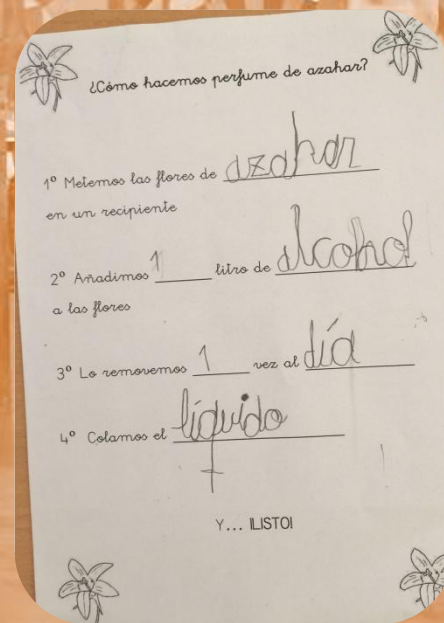 ¿Cómo hacemos perfume de azahar?
1º Metemos las flores de azahar
en un recipiente
2º Añadimos 1 litro de alcohol
a las flores
3º Lo removemos 1 vez al día
4º Colamos el líquido
Y... ¡LISTO!